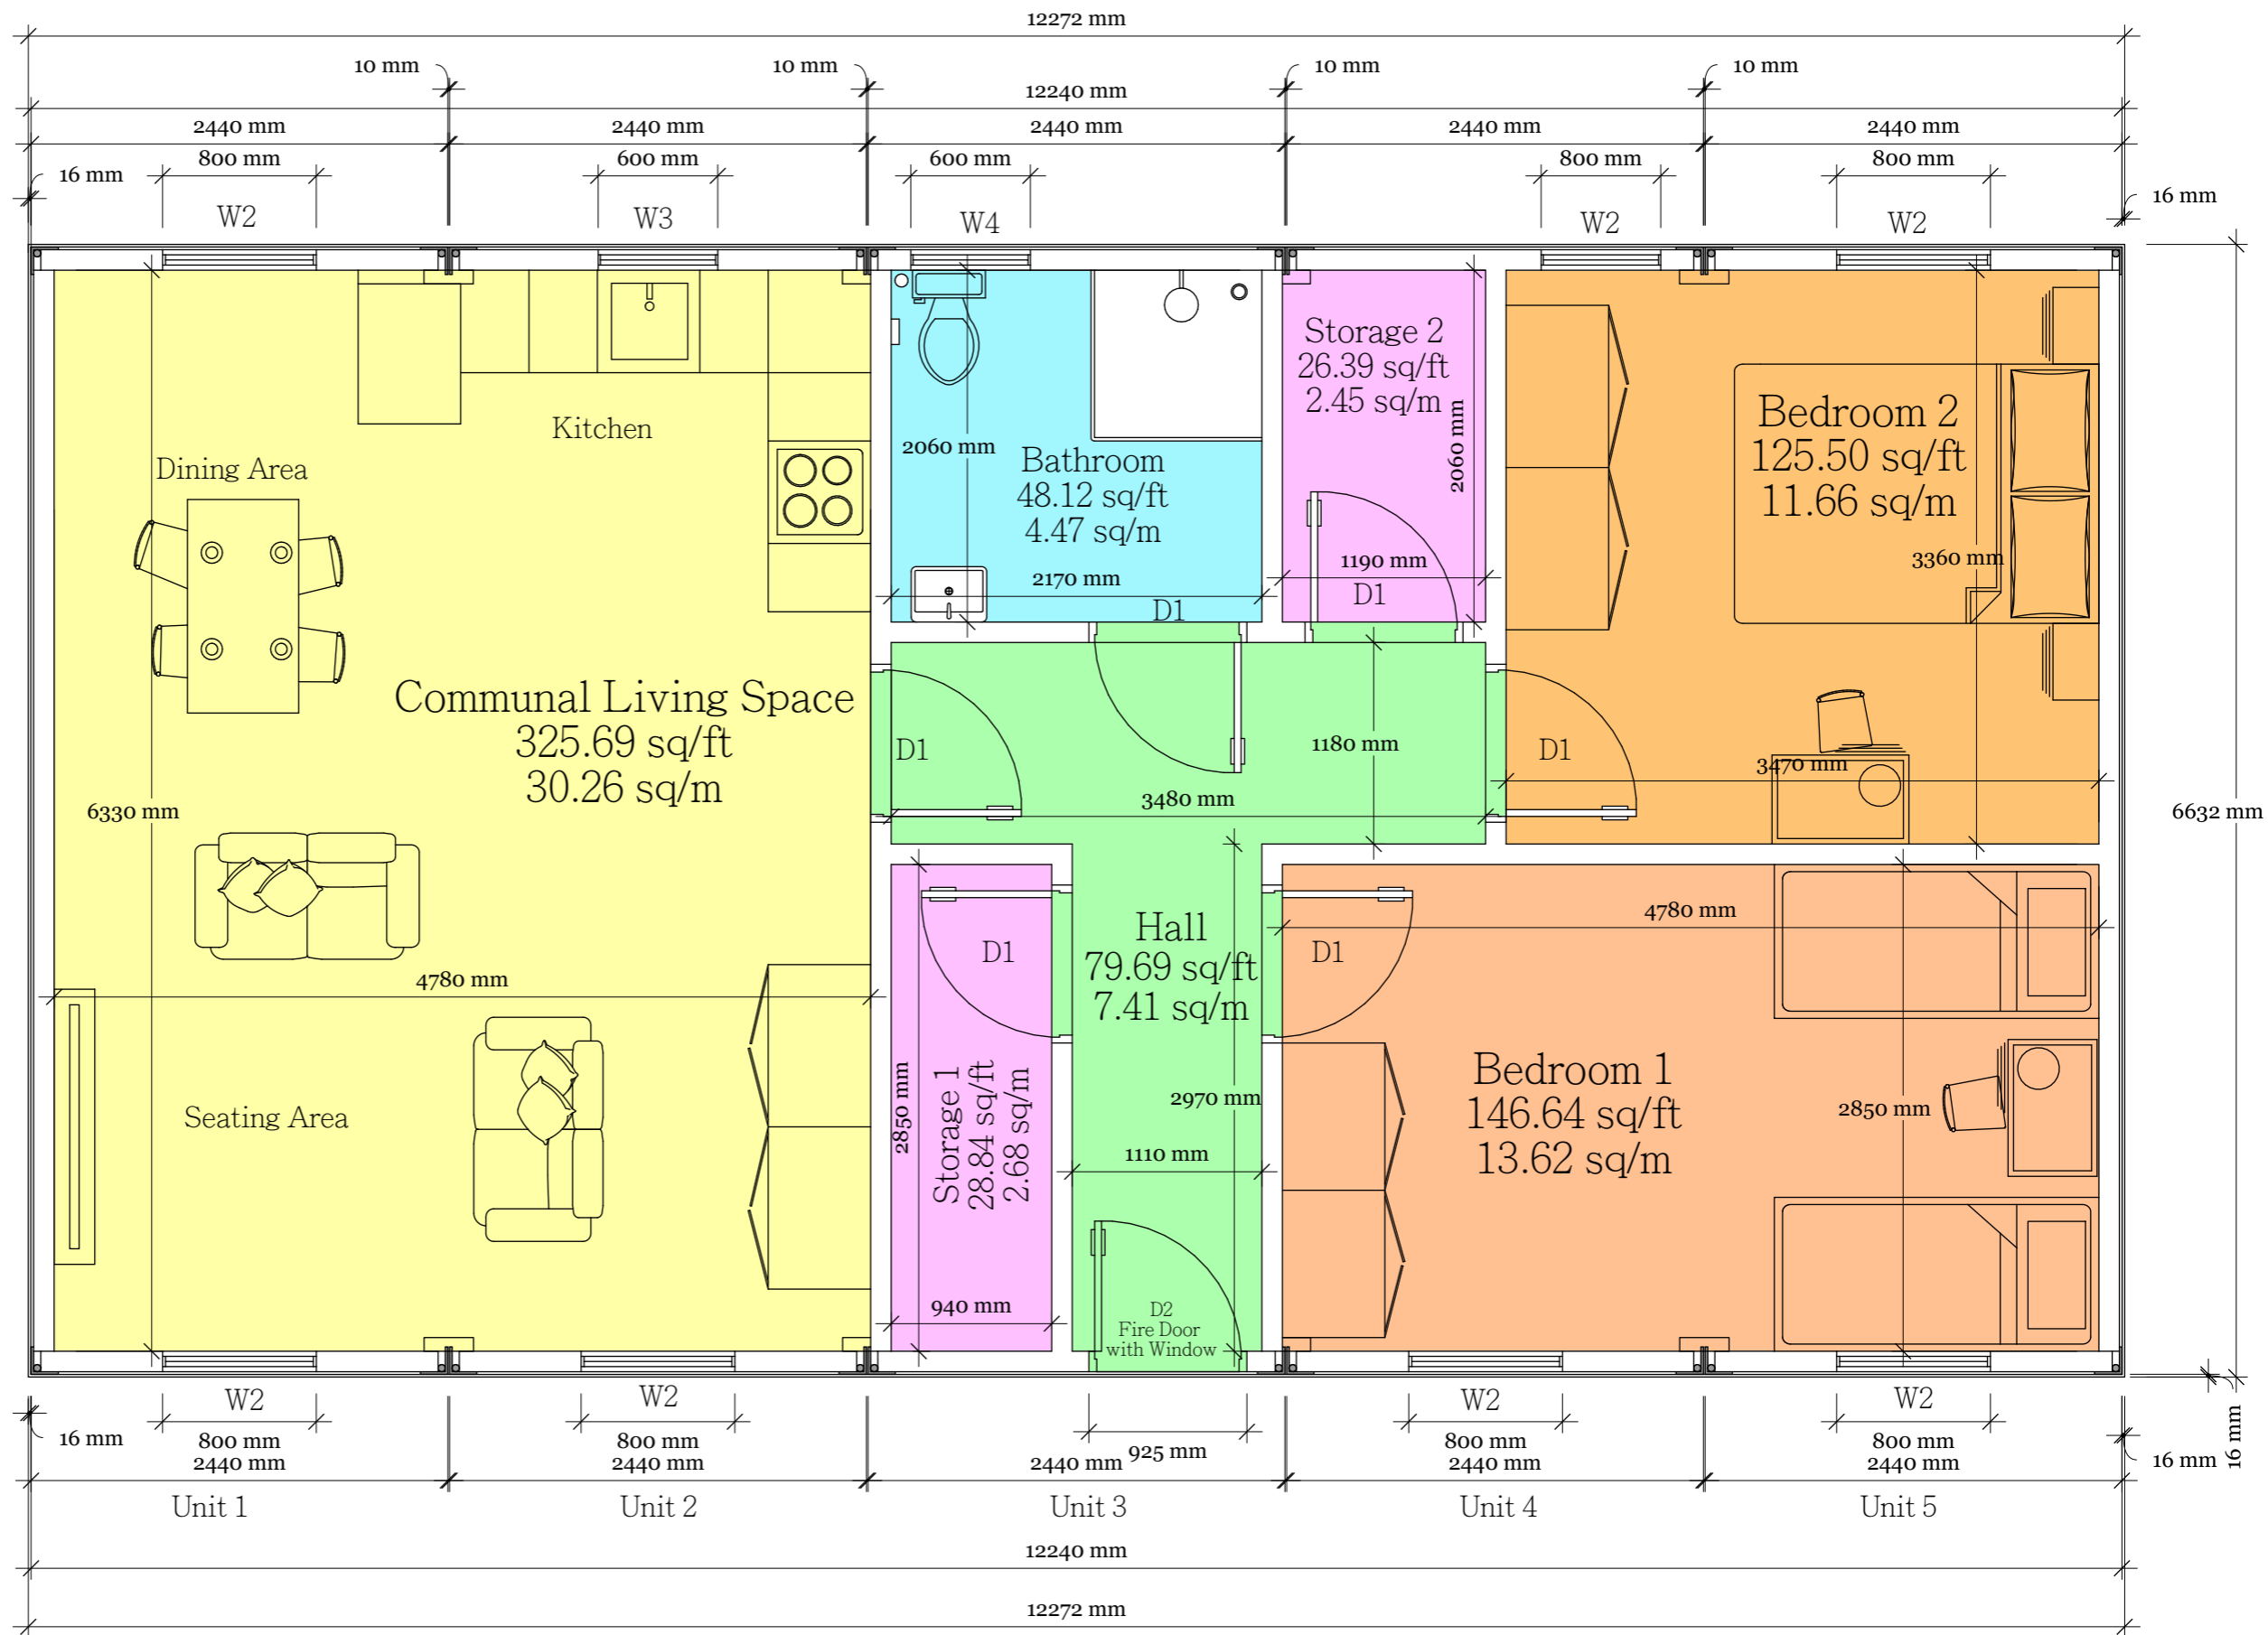 12272 mm
10 mm
10 mm
10 mm
10 mm
12240 mm
2440 mm
2440 mm
2440 mm
2440 mm
2440 mm
800 mm
600 mm
600 mm
800 mm
800 mm
16 mm
16 mm
W2
W3
W4
W2
W2
Storage 2
26.39 sq/ft
2.45 sq/m
2060 mm
1190 mm
D1
Bedroom 2
125.50 sq/ft
11.66 sq/m
3360 mm
3470 mm
D1
Kitchen
Dining Area
2060 mm
Bathroom
48.12 sq/ft
4.47 sq/m
2170 mm
D1
Communal Living Space
325.69 sq/ft
30.26 sq/m
6330 mm
4780 mm
Seating Area
D1
1180 mm
3480 mm
6632 mm
Hall
79.69 sq/ft
7.41 sq/m
2970 mm
1110 mm
D1
Storage 1
28.84 sq/ft
2.68 sq/m
2850 mm
940 mm
D1
4780 mm
Bedroom 1
146.64 sq/ft
13.62 sq/m
2850 mm
D2
Fire Door
with Window
W2
W2
W2
W2
16 mm
800 mm
800 mm
925 mm
800 mm
800 mm
16 mm
16 mm
2440 mm
2440 mm
2440 mm
2440 mm
2440 mm
Unit 1
Unit 2
Unit 3
Unit 4
Unit 5
12240 mm
12272 mm